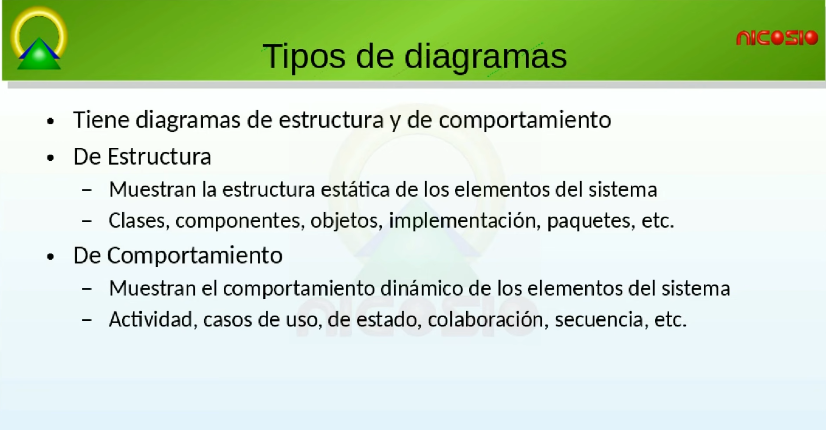 Tipos de diagramas
NICOSIO
• Tiene diagramas de estructura y de comportamiento
• De Estructura
– Muestran la estructura estática de los elementos del sistema
– Clases, componentes, objetos, implementación, paquetes, etc.
• De Comportamiento
– Muestran el comportamiento dinámico de los elementos del sistema
– Actividad, casos de uso, de estado, colaboración, secuencia, etc.
NICOSIO